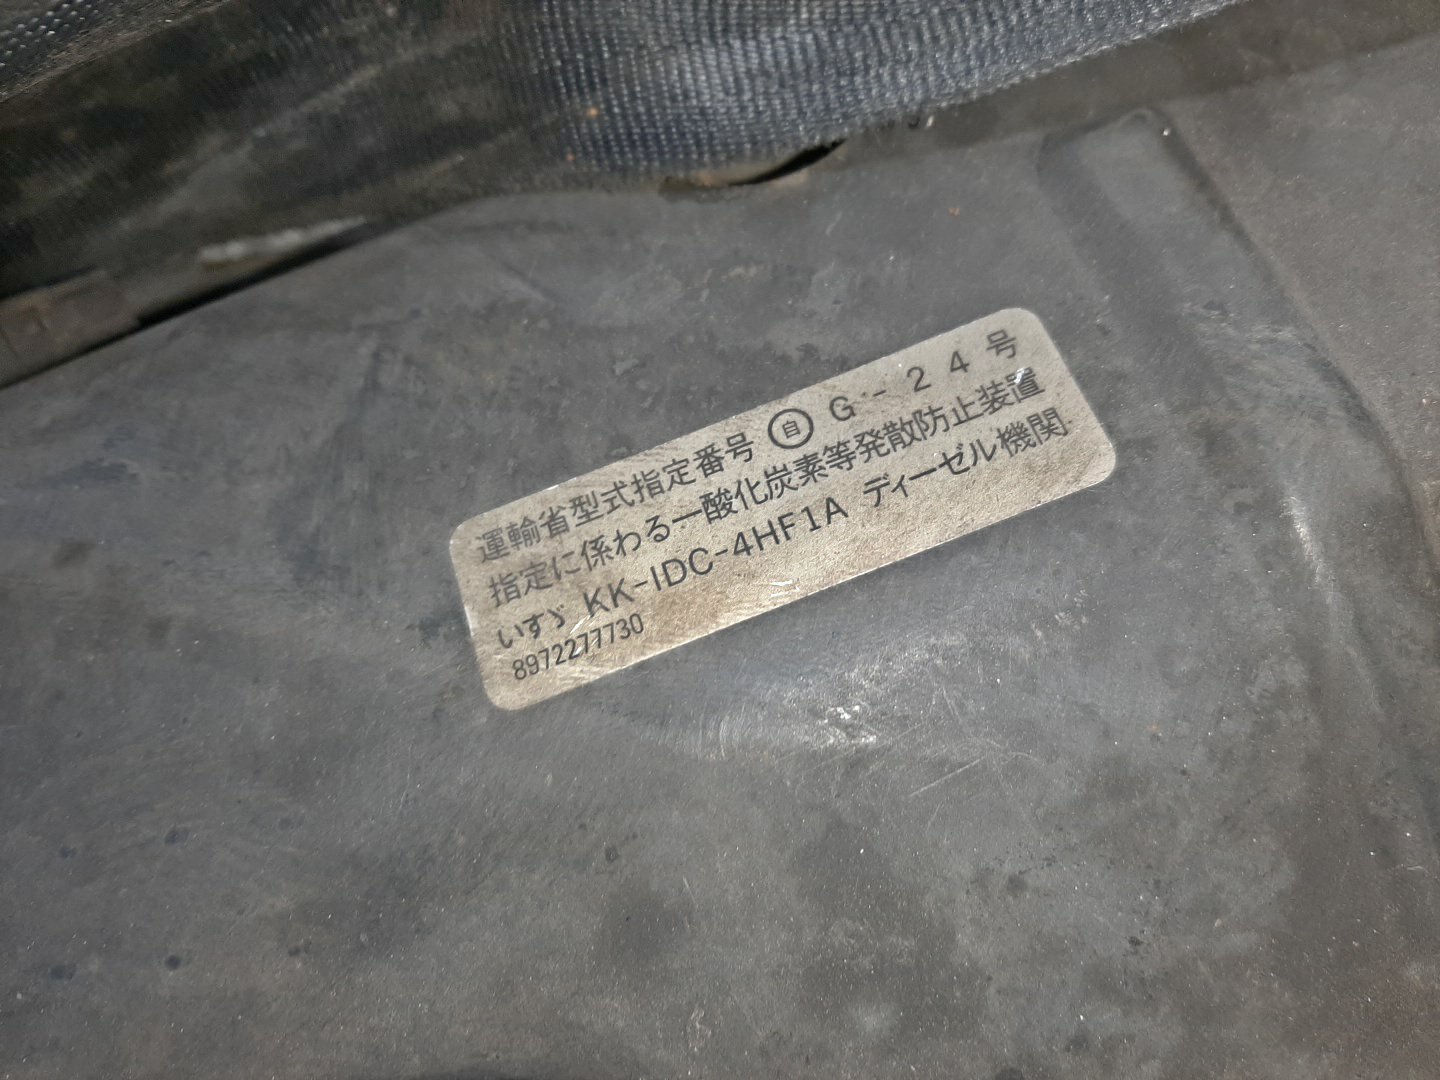 運輸省型式指定番号 ㊂ G-24号
指定に係わる一酸化炭素等発散防止装置
いすゞ KK-IDC-4HF1A ディーゼル機関
8972277730